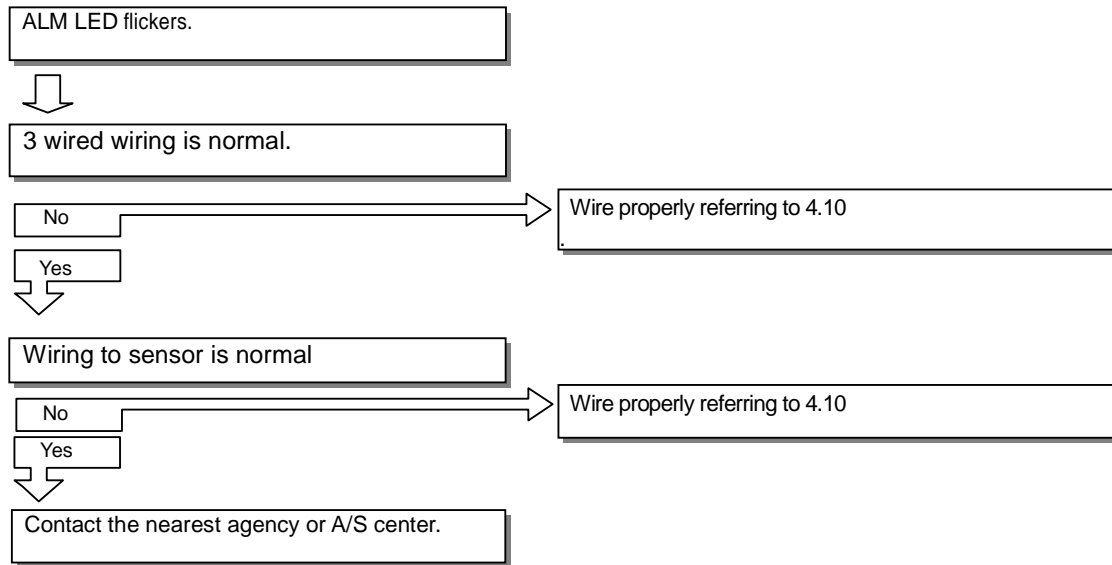 ALM LED flickers.
3 wired wiring is normal.
No
Wire properly referring to 4.10
.
Yes
Wiring to sensor is normal
No
Wire properly referring to 4.10
Yes
Contact the nearest agency or A/S center.